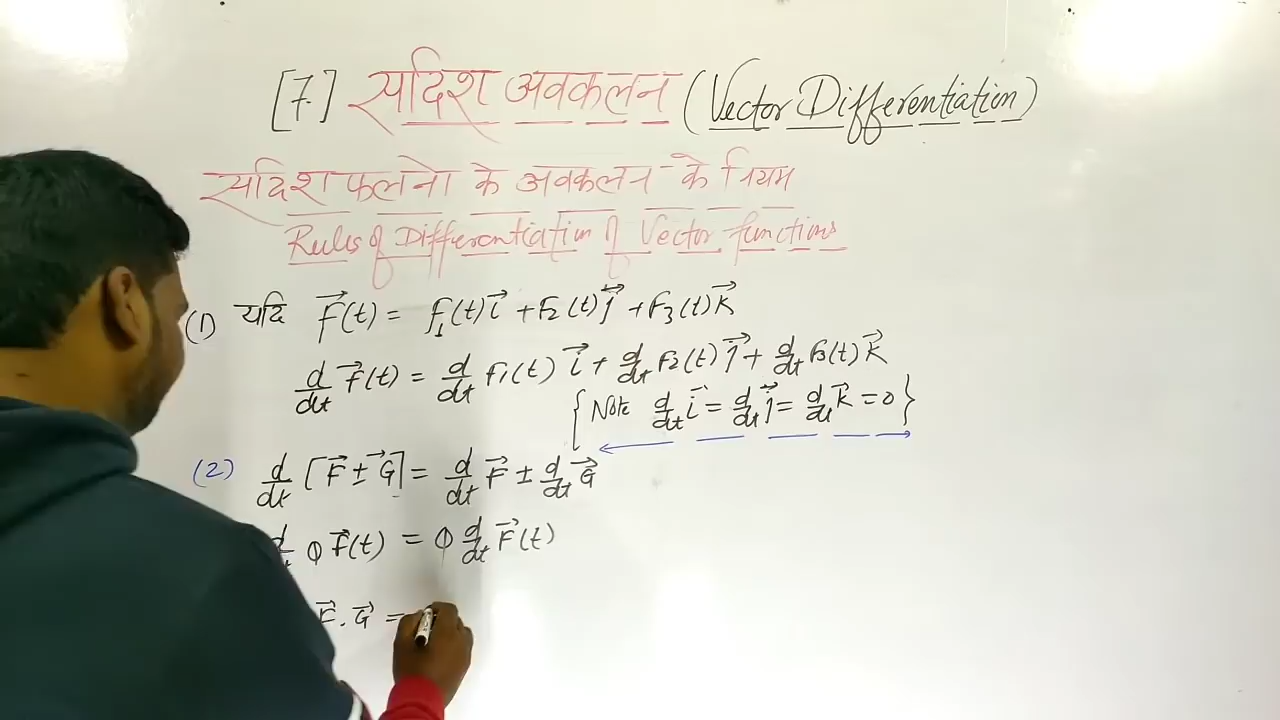 [7] सदिश अवकलन (Vector Differentiation)
सदिश फलनो के अवकलन के नियम
Rules of Differentiation of Vector functions
(1) यदि F⃗(t) = f₁(t)i⃗ + F₂(t)j⃗ + F₃(t)k⃗
d/dt F⃗(t) = d/dt F₁(t) i⃗ + d/dt F₂(t) j⃗ + d/dt F₃(t) k⃗
{Note d/dt i⃗ = d/dt j⃗ = d/dt k⃗ = 0}
(2) d/dt [F⃗ ± G⃗] = d/dt F⃗ ± d/dt G⃗
d/dt φ F⃗(t) = φ d/dt F⃗(t)
F⃗ . G⃗ =